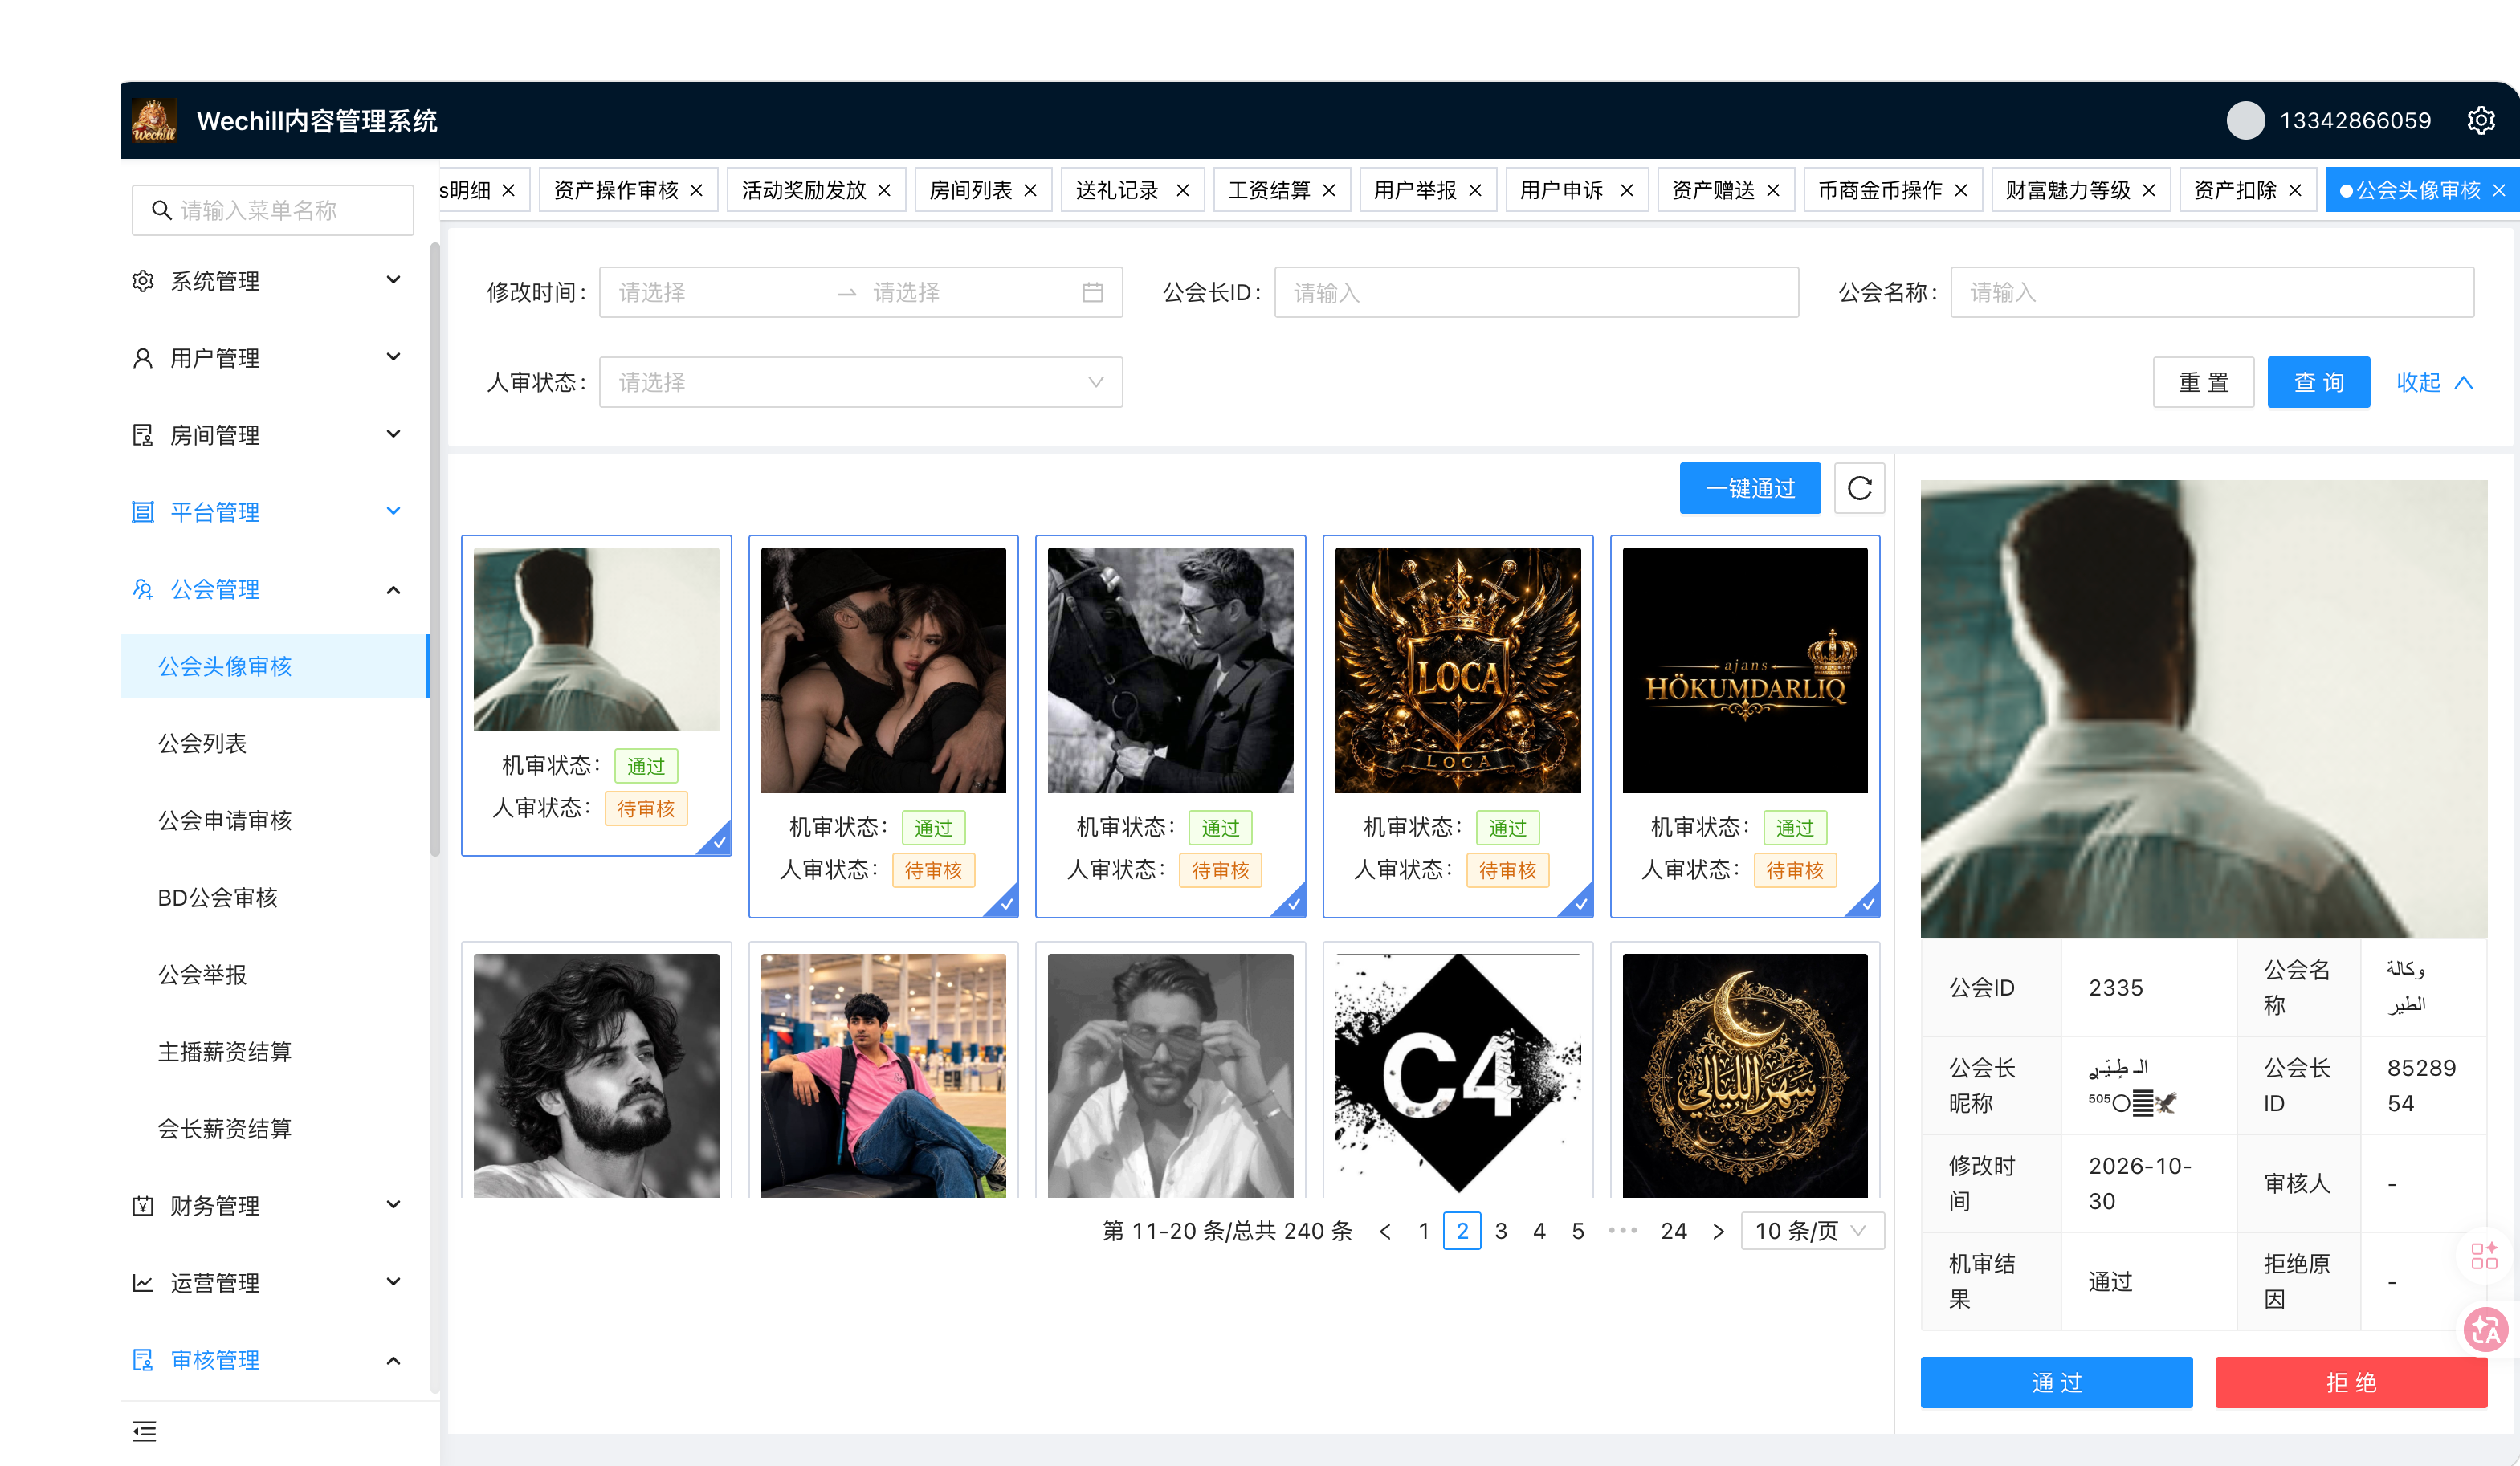 Wechill
Wechill内容管理系统
13342866059
请输入菜单名称
s明细
资产操作审核
活动奖励发放
房间列表
送礼记录
工资结算
用户举报
用户申诉
资产赠送
币商金币操作
财富魅力等级
资产扣除
公会头像审核
系统管理
用户管理
房间管理
平台管理
公会管理
公会头像审核
公会列表
公会申请审核
BD公会审核
公会举报
主播薪资结算
会长薪资结算
财务管理
运营管理
审核管理
修改时间: 请选择 请选择
公会长ID: 请输入
公会名称: 请输入
人审状态: 请选择
重 置
查 询
收起
一键通过
LOCA
LOCA
ajans
HÖKUMDARLIQ
机审状态: 通过
人审状态: 待审核
机审状态: 通过
人审状态: 待审核
机审状态: 通过
人审状态: 待审核
机审状态: 通过
人审状态: 待审核
机审状态: 通过
人审状态: 待审核
C4
سهر الليالي
第 11-20 条/总共 240 条
1 2 3 4 5 ••• 24
10 条/页
公会ID
2335
公会名
称
وكالة
الطير
公会长
昵称
505
公会长
ID
85289
54
修改时
间
2026-10-
30
审核人
-
机审结
果
通过
拒绝原
因
-
通 过
拒 绝